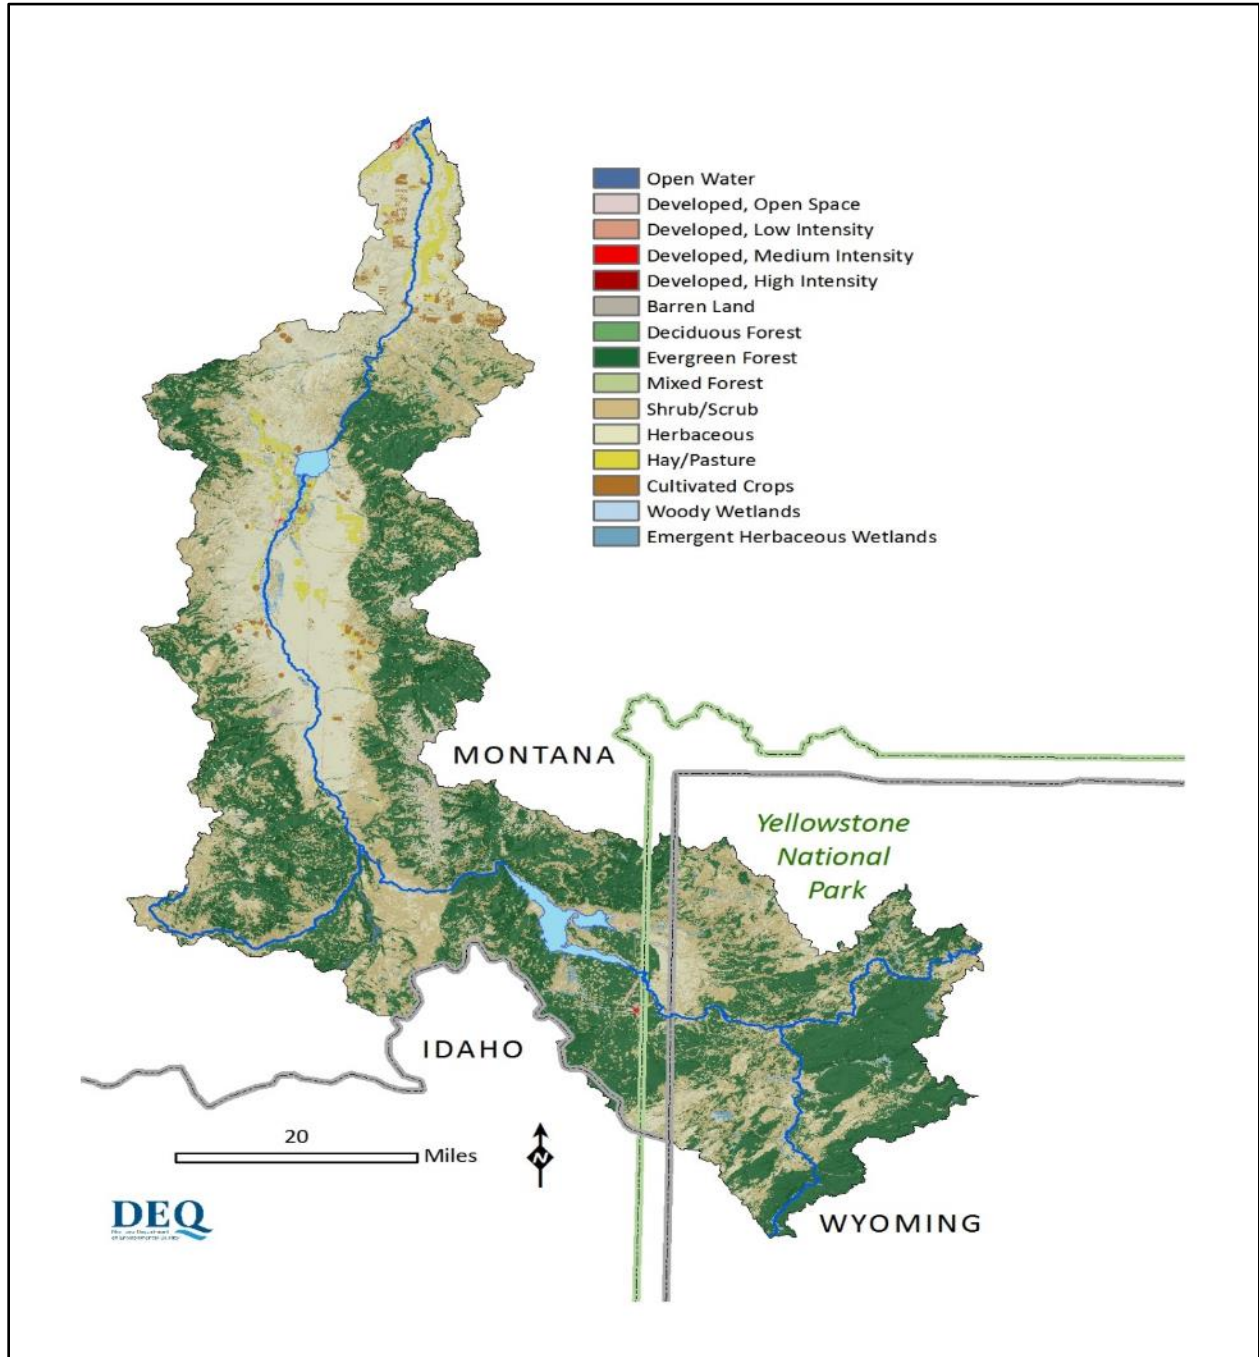 Open Water
Developed, Open Space
Developed, Low Intensity
Developed, Medium Intensity
Developed, High Intensity
Barren Land
Deciduous Forest
Evergreen Forest
Mixed Forest
Shrub/Scrub
Herbaceous
Hay/Pasture
Cultivated Crops
Woody Wetlands
Emergent Herbaceous Wetlands
MONTANA
Yellowstone
National
Park
IDAHO
20
Miles
N
DEQ
WYOMING